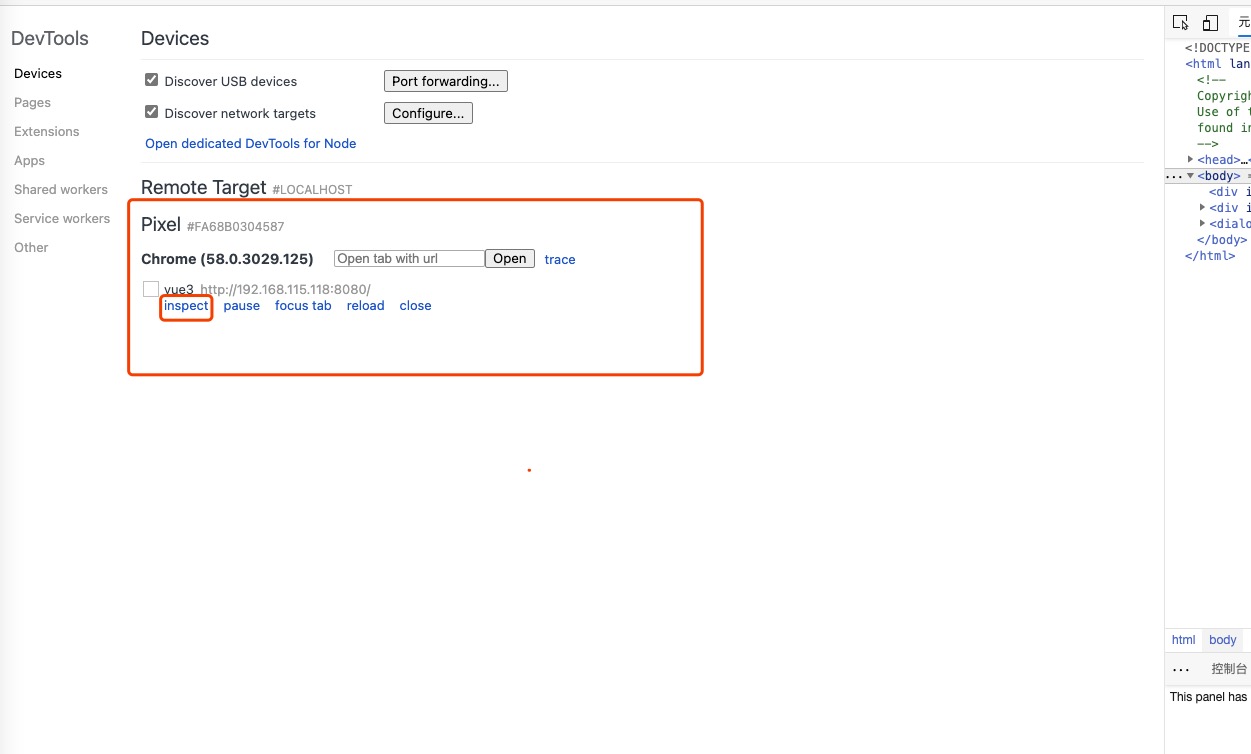 DevTools
Devices
Pages
Extensions
Apps
Shared workers
Service workers
Other
Devices
Discover USB devices Port forwarding...
Discover network targets Configure...
Open dedicated DevTools for Node
Remote Target #LOCALHOST
Pixel #FA68B0304587
Chrome (58.0.3029.125) Open tab with url Open trace
vue3 http://192.168.115.118:8080/
inspect pause focus tab reload close
元
<!DOCTYPE
<html lan
<!--
Copyrigh
Use of t
found in
-->
<head>…<
<body> =
<div i
<div i
<dialo
</body>
</html>
html body
... 控制台
This panel has